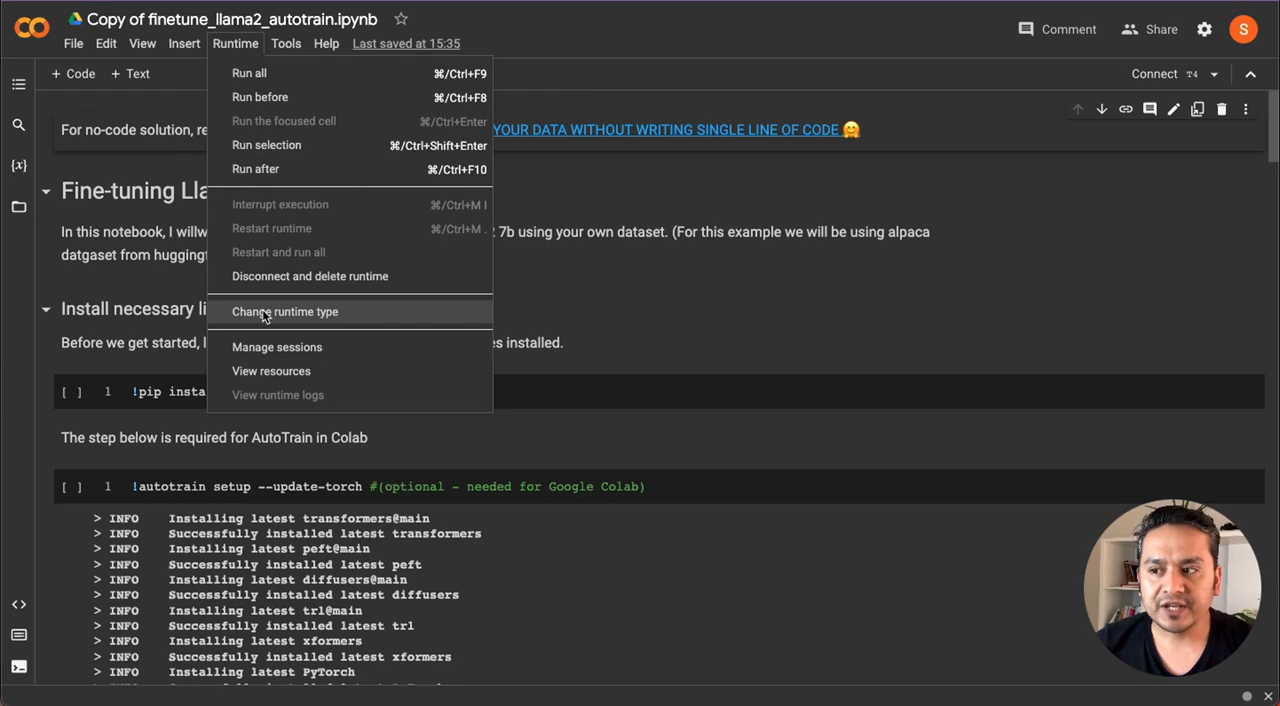 Copy of finetune_llama2_autotrain.ipynb
File Edit View Insert Runtime Tools Help Last saved at 15:35
Comment
Share
S
+ Code + Text
Connect T4
Run all ⌘/Ctrl+F9
Run before ⌘/Ctrl+F8
Run the focused cell ⌘/Ctrl+Enter
Run selection ⌘/Ctrl+Shift+Enter
Run after ⌘/Ctrl+F10
Interrupt execution ⌘/Ctrl+M I
Restart runtime ⌘/Ctrl+M .
Restart and run all
Disconnect and delete runtime
Change runtime type
Manage sessions
View resources
View runtime logs
For no-code solution, re YOUR DATA WITHOUT WRITING SINGLE LINE OF CODE 🤗
Fine-tuning Lla
In this notebook, I willw 7b using your own dataset. (For this example we will be using alpaca
datgaset from huggingf
Install necessary li
Before we get started, l es installed.
[ ] 1 !pip insta
The step below is required for AutoTrain in Colab
[ ] 1 !autotrain setup --update-torch #(optional - needed for Google Colab)
> INFO Installing latest transformers@main
> INFO Successfully installed latest transformers
> INFO Installing latest peft@main
> INFO Successfully installed latest peft
> INFO Installing latest diffusers@main
> INFO Successfully installed latest diffusers
> INFO Installing latest trl@main
> INFO Successfully installed latest trl
> INFO Installing latest xformers
> INFO Successfully installed latest xformers
> INFO Installing latest PyTorch